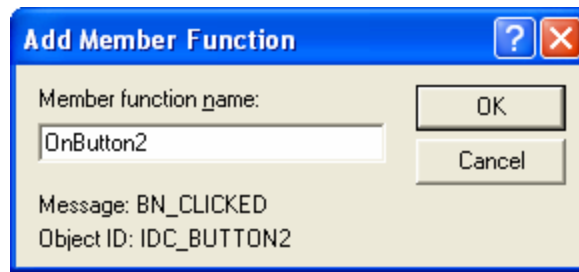 Add Member Function
Member function name:
OnButton2
OK
Cancel
Message: BN_CLICKED
Object ID: IDC_BUTTON2